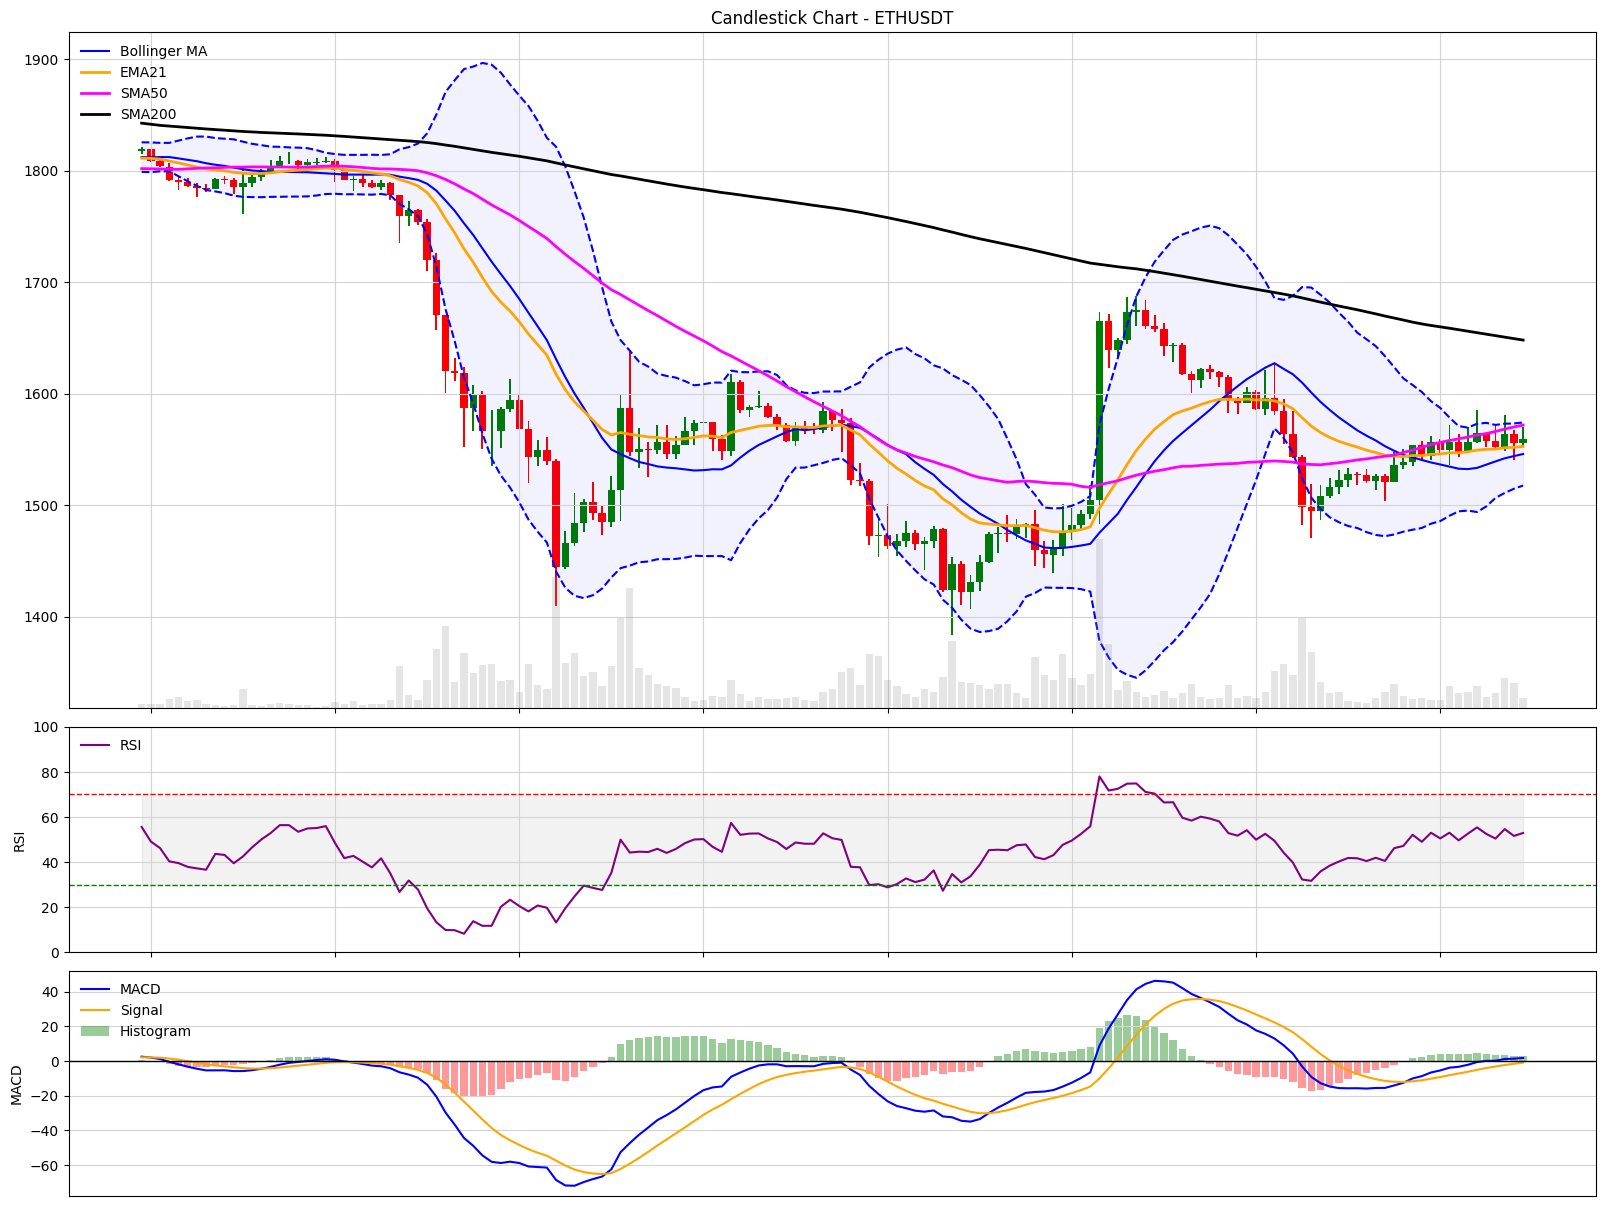 Candlestick Chart - ETHUSDT
Bollinger MA
EMA21
SMA50
SMA200
1900
1800
1700
1600
1500
1400
RSI
100
80
60
40
20
0
RSI
MACD
Signal
Histogram
40
20
0
−20
−40
−60
MACD